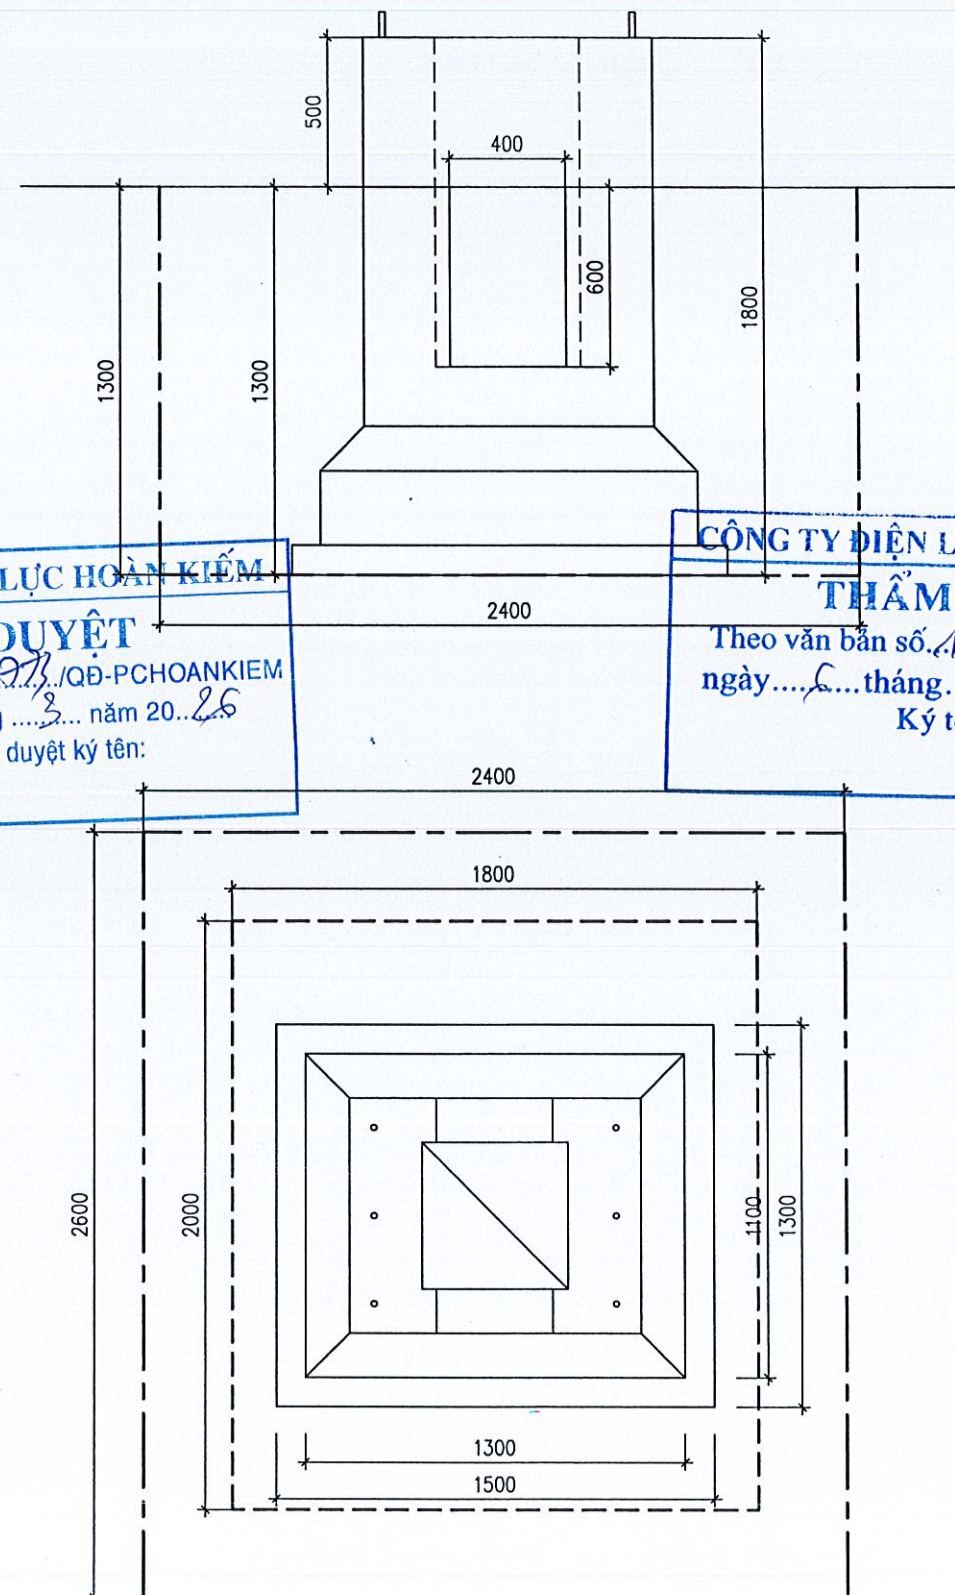 500
400
600
1800
1300
1300
LỰC HOÀN KIẾM
DUYỆT
/QĐ-PCHOANKIEM
3 năm 20 26
duyệt ký tên:
CÔNG TY ĐIỆN L
THẨM
Theo văn bản số
ngày 6 tháng
Ký t
2400
2400
1800
2600
2000
1100
1300
1300
1500